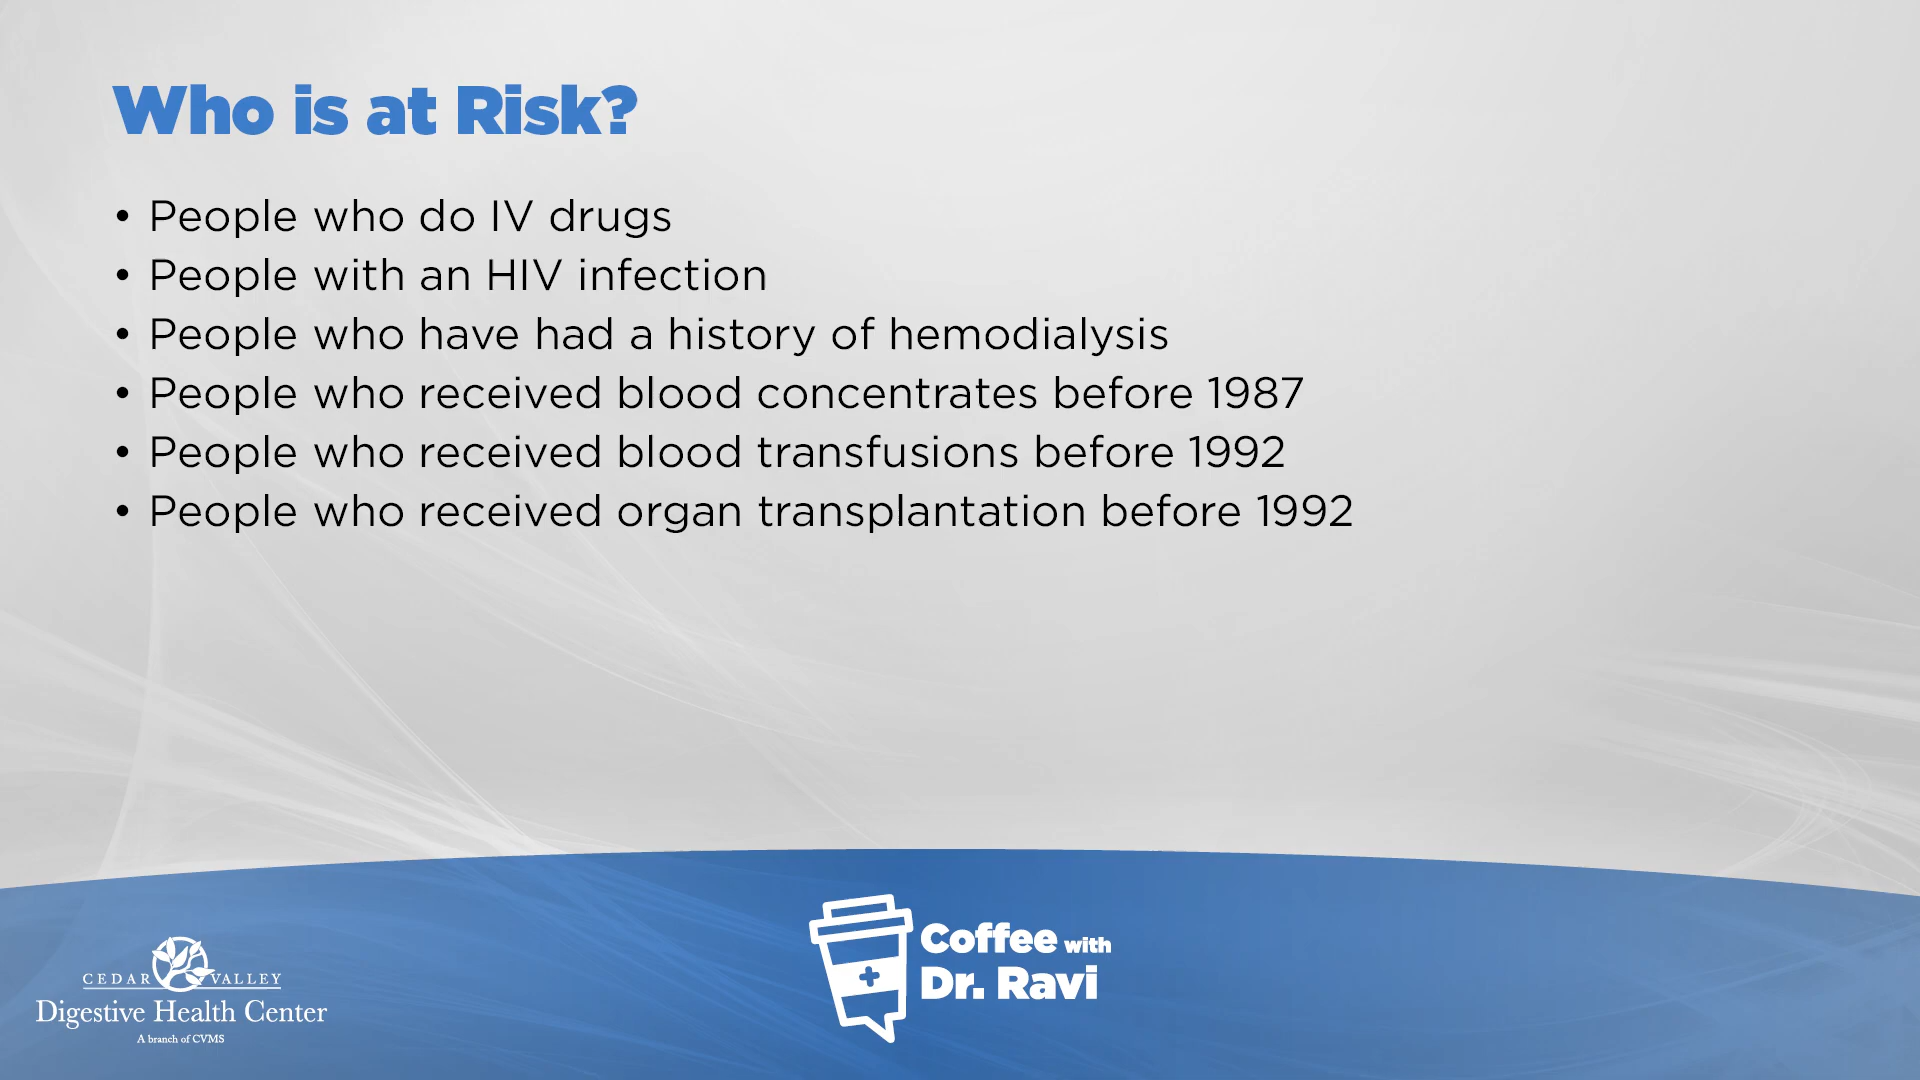 Who is at Risk?
• People who do IV drugs
• People with an HIV infection
• People who have had a history of hemodialysis
• People who received blood concentrates before 1987
• People who received blood transfusions before 1992
• People who received organ transplantation before 1992
CEDAR VALLEY
Digestive Health Center
A branch of CVMS
Coffee with
Dr. Ravi